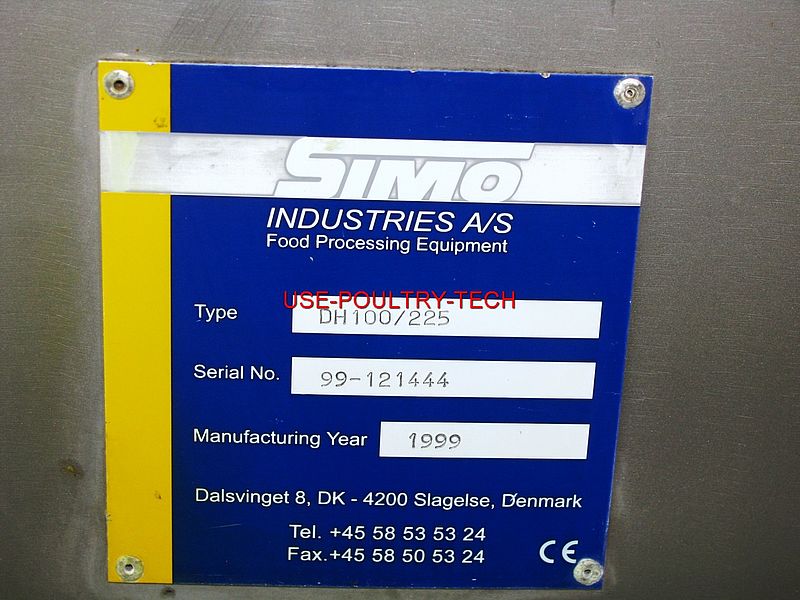 SIMO
INDUSTRIES A/S
Food Processing Equipment
USE-POULTRY-TECH
Type DH100/225
Serial No. 99-121444
Manufacturing Year 1999
Dalsvinget 8, DK - 4200 Slagelse, Denmark
Tel. +45 58 53 53 24
Fax.+45 58 50 53 24
CE